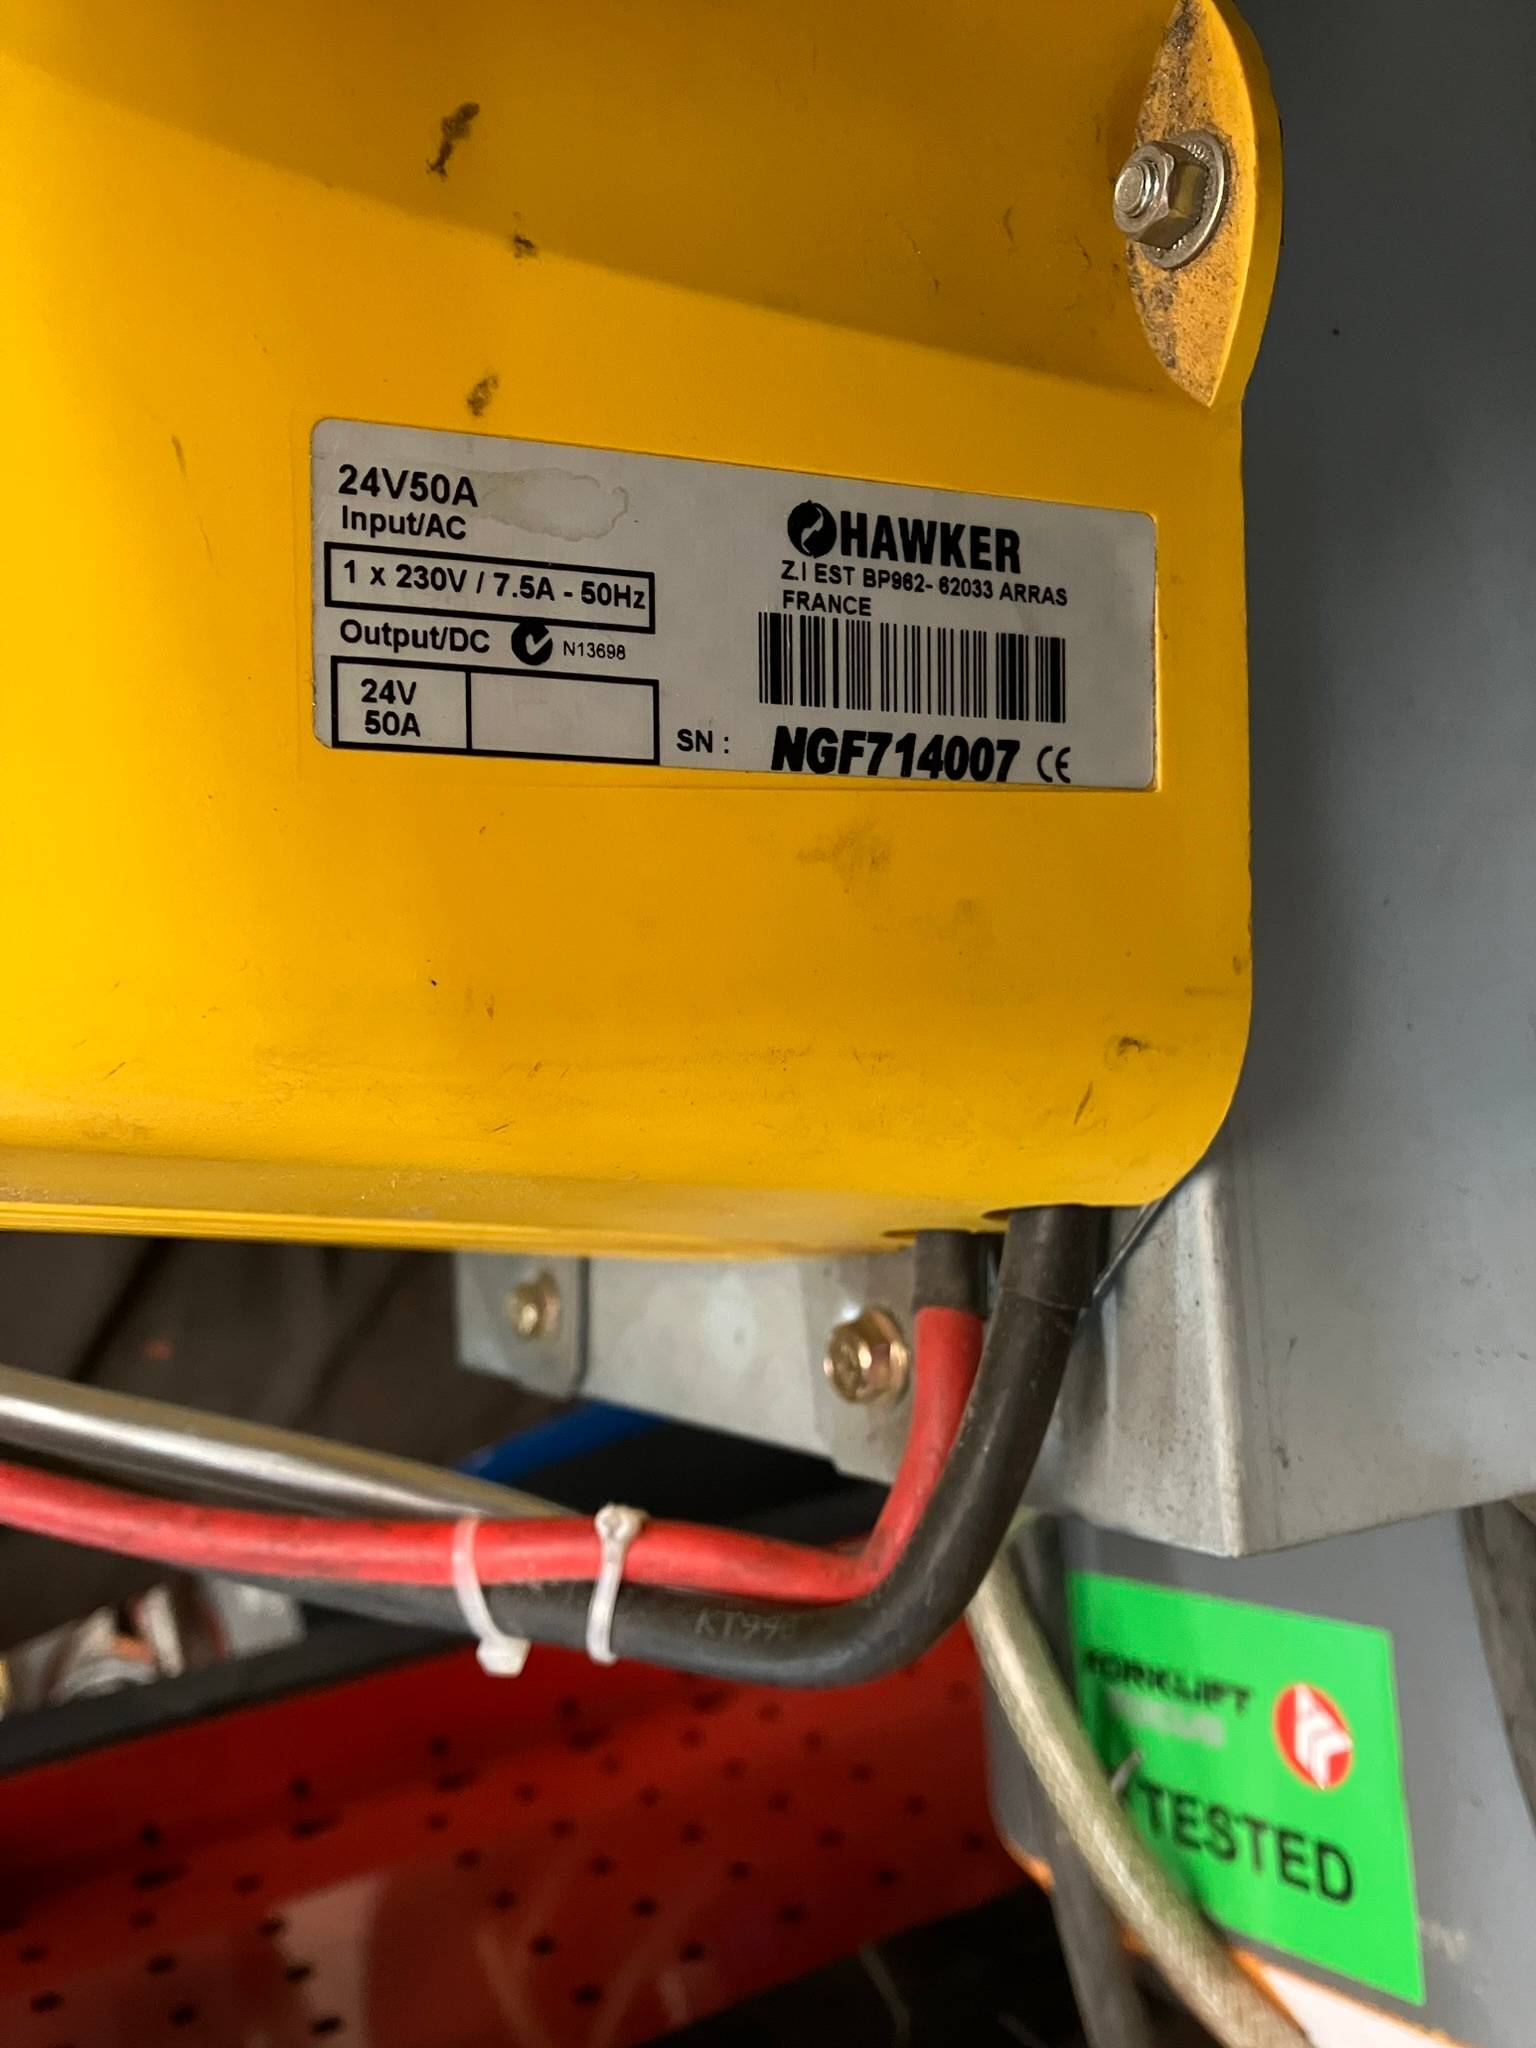 24V50A
Input/AC
1 x 230V / 7.5A - 50Hz
Output/DC N13698
24V
50A
HAWKER
Z.I EST BP962- 62033 ARRAS
FRANCE
SN : NGF714007 CE
FORKLIFT
TESTED